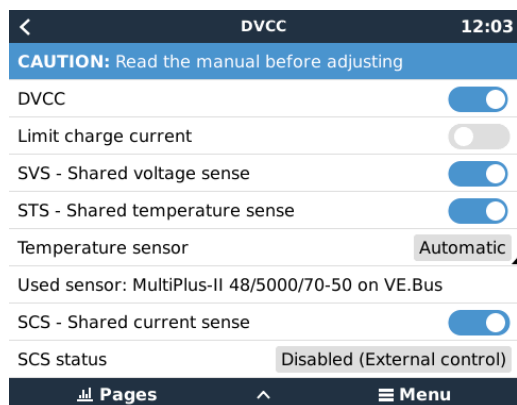 DVCC 12:03
CAUTION: Read the manual before adjusting
DVCC
Limit charge current
SVS - Shared voltage sense
STS - Shared temperature sense
Temperature sensor Automatic
Used sensor: MultiPlus-II 48/5000/70-50 on VE.Bus
SCS - Shared current sense
SCS status Disabled (External control)
Pages Menu